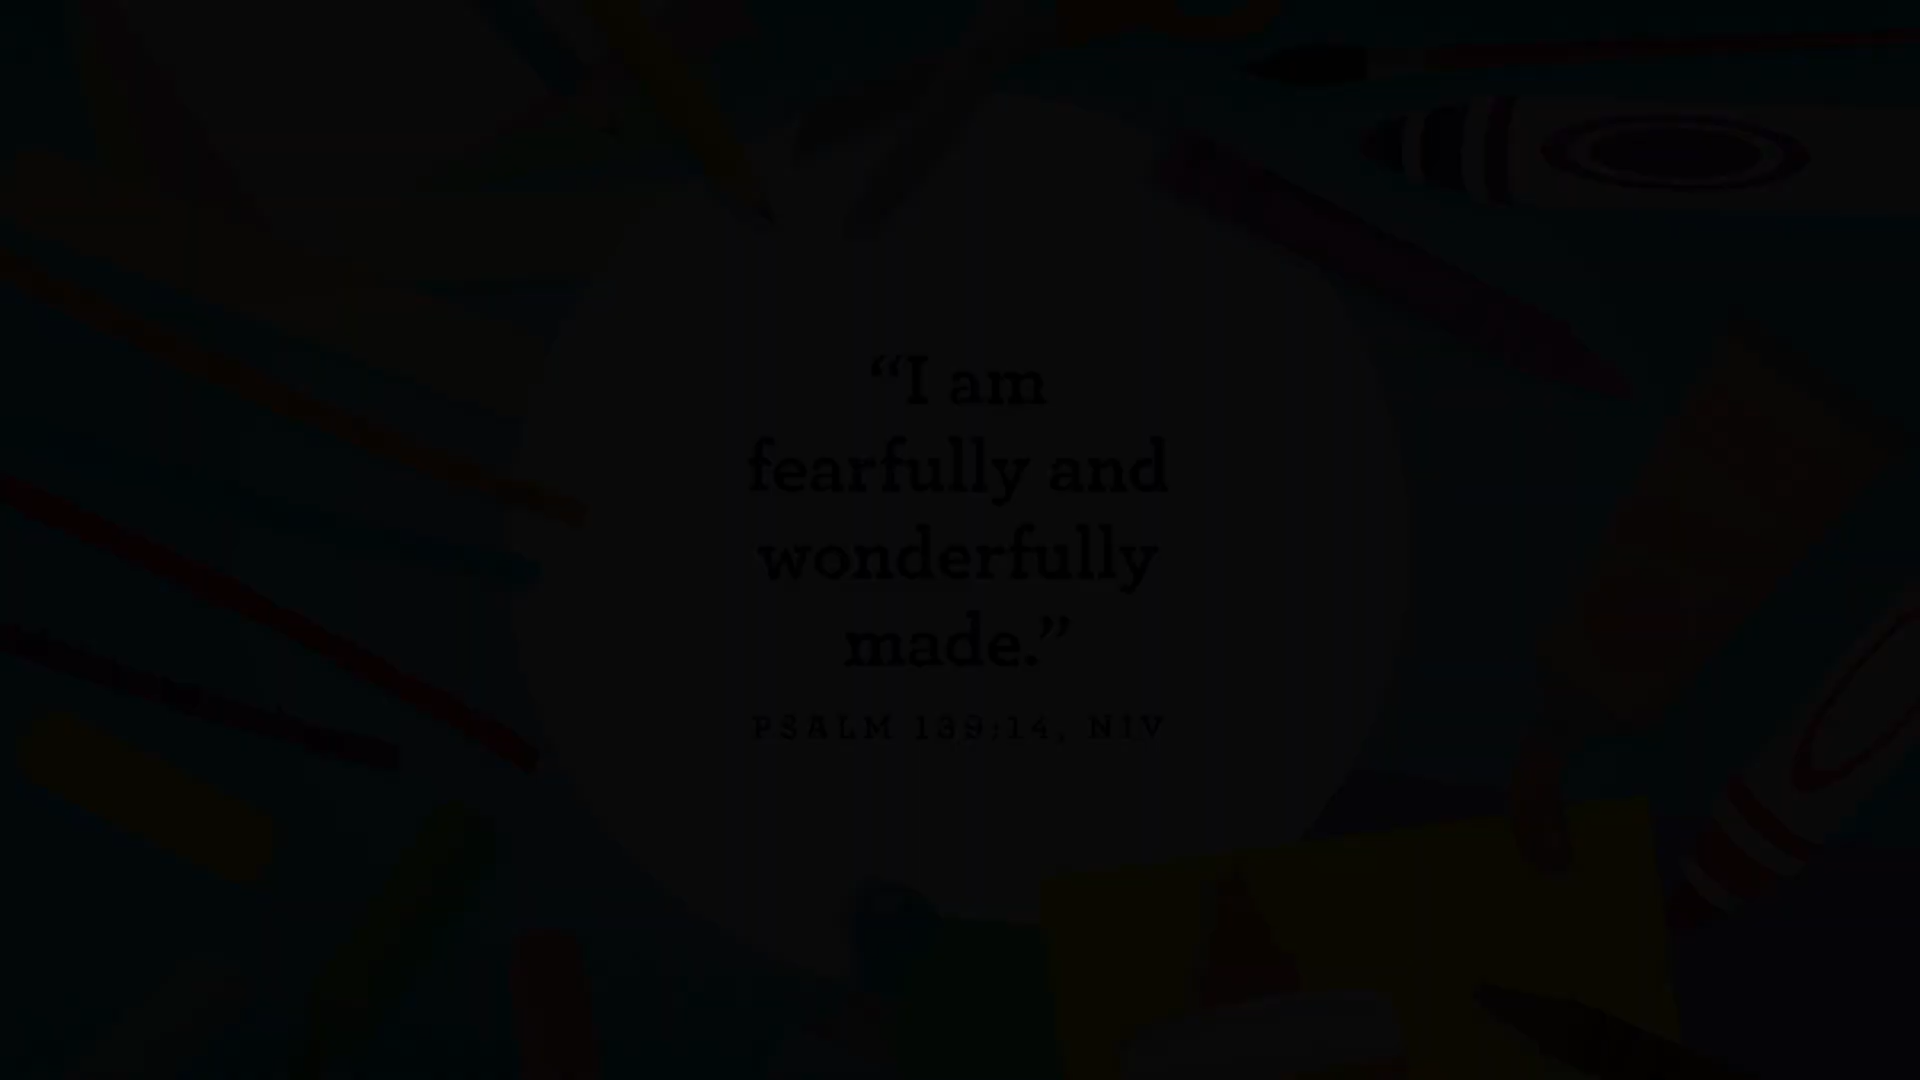 “I am
fearfully and
wonderfully
made.”
PSALM 139:14, NIV